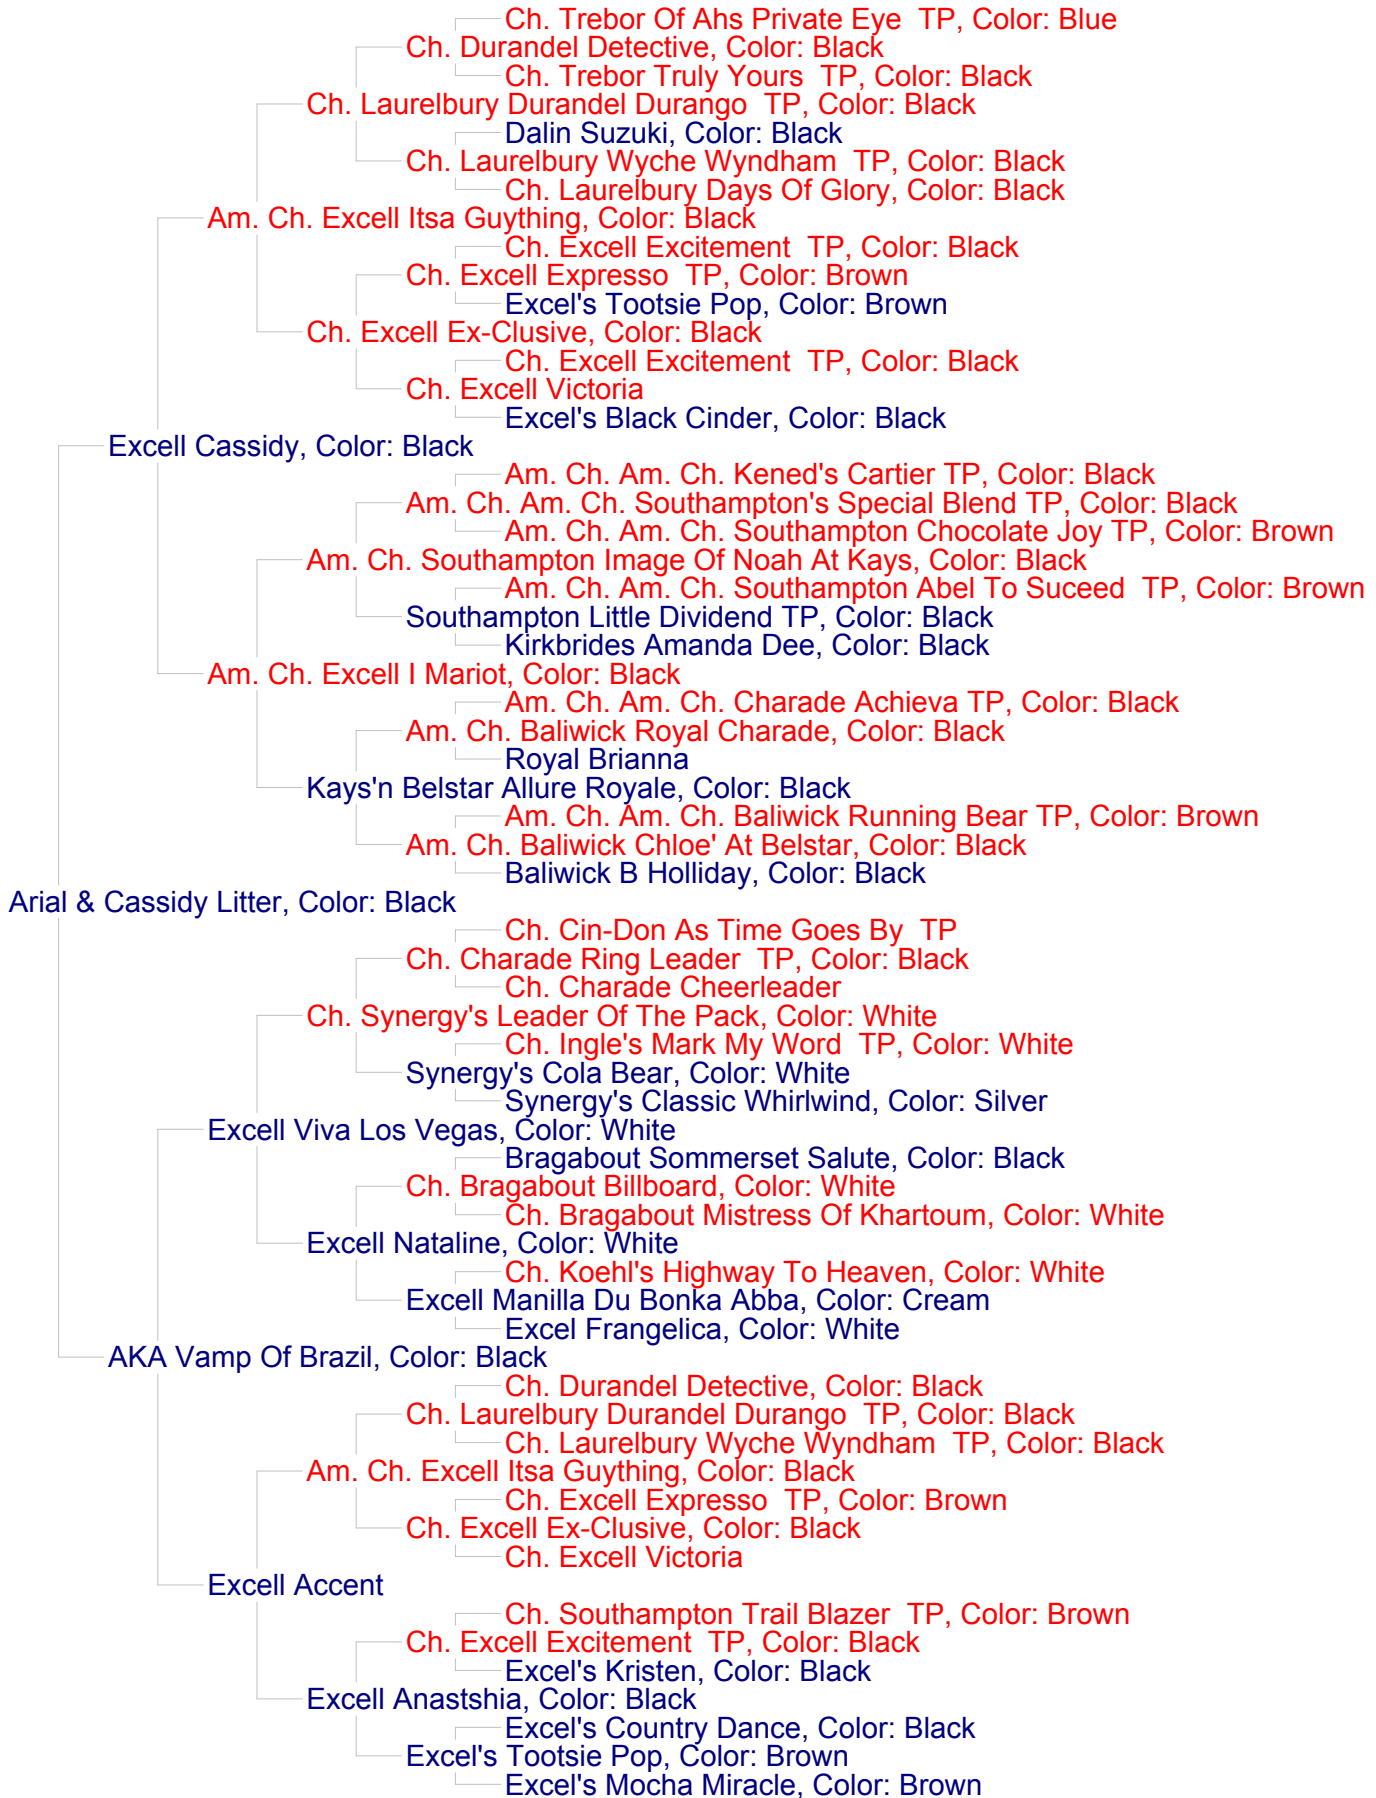 Ch. Trebor Of Ahs Private Eye  TP, Color: Blue
Ch. Durandel Detective, Color: Black
Ch. Trebor Truly Yours  TP, Color: Black
Ch. Laurelbury Durandel Durango  TP, Color: Black
Dalin Suzuki, Color: Black
Ch. Laurelbury Wyche Wyndham  TP, Color: Black
Ch. Laurelbury Days Of Glory, Color: Black
Am. Ch. Excell Itsa Guything, Color: Black
Ch. Excell Excitement  TP, Color: Black
Ch. Excell Expresso  TP, Color: Brown
Excel's Tootsie Pop, Color: Brown
Ch. Excell Ex-Clusive, Color: Black
Ch. Excell Excitement  TP, Color: Black
Ch. Excell Victoria
Excel's Black Cinder, Color: Black
Excell Cassidy, Color: Black
Am. Ch. Am. Ch. Kened's Cartier TP, Color: Black
Am. Ch. Am. Ch. Southampton's Special Blend TP, Color: Black
Am. Ch. Am. Ch. Southampton Chocolate Joy TP, Color: Brown
Am. Ch. Southampton Image Of Noah At Kays, Color: Black
Am. Ch. Am. Ch. Southampton Abel To Suceed  TP, Color: Brown
Southampton Little Dividend TP, Color: Black
Kirkbrides Amanda Dee, Color: Black
Am. Ch. Excell I Mariot, Color: Black
Am. Ch. Am. Ch. Charade Achieva TP, Color: Black
Am. Ch. Baliwick Royal Charade, Color: Black
Royal Brianna
Kays'n Belstar Allure Royale, Color: Black
Am. Ch. Am. Ch. Baliwick Running Bear TP, Color: Brown
Am. Ch. Baliwick Chloe' At Belstar, Color: Black
Baliwick B Holliday, Color: Black
Arial & Cassidy Litter, Color: Black
Ch. Cin-Don As Time Goes By  TP
Ch. Charade Ring Leader  TP, Color: Black
Ch. Charade Cheerleader
Ch. Synergy's Leader Of The Pack, Color: White
Ch. Ingle's Mark My Word  TP, Color: White
Synergy's Cola Bear, Color: White
Synergy's Classic Whirlwind, Color: Silver
Excell Viva Los Vegas, Color: White
Bragabout Sommerset Salute, Color: Black
Ch. Bragabout Billboard, Color: White
Ch. Bragabout Mistress Of Khartoum, Color: White
Excell Nataline, Color: White
Ch. Koehl's Highway To Heaven, Color: White
Excell Manilla Du Bonka Abba, Color: Cream
Excel Frangelica, Color: White
AKA Vamp Of Brazil, Color: Black
Ch. Durandel Detective, Color: Black
Ch. Laurelbury Durandel Durango  TP, Color: Black
Ch. Laurelbury Wyche Wyndham  TP, Color: Black
Am. Ch. Excell Itsa Guything, Color: Black
Ch. Excell Expresso  TP, Color: Brown
Ch. Excell Ex-Clusive, Color: Black
Ch. Excell Victoria
Excell Accent
Ch. Southampton Trail Blazer  TP, Color: Brown
Ch. Excell Excitement  TP, Color: Black
Excel's Kristen, Color: Black
Excell Anastshia, Color: Black
Excel's Country Dance, Color: Black
Excel's Tootsie Pop, Color: Brown
Excel's Mocha Miracle, Color: Brown